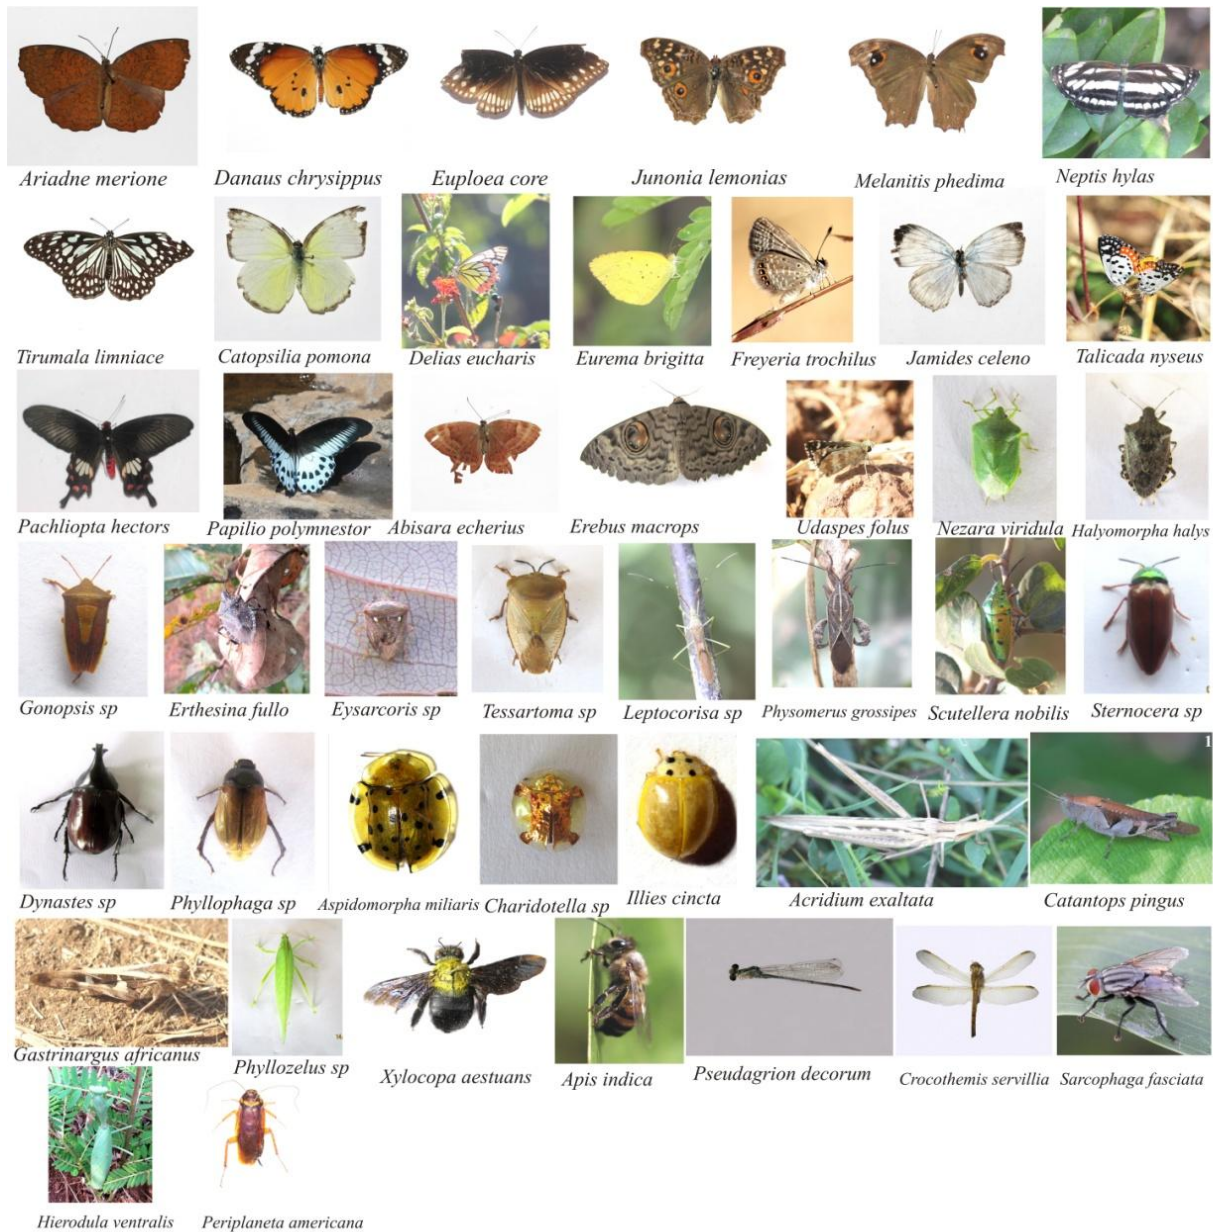 Ariadne merione
Danaus chrysippus
Euploea core
Junonia lemonias
Melanitis phedima
Neptis hylas
Tirumala limniace
Catopsilia pomona
Delias eucharis
Eurema brigitta
Freyeria trochilus
Jamides celeno
Talicada nyseus
Pachliopta hectors
Papilio polymnestor
Abisara echerius
Erebus macrops
Udaspes folus
Nezara viridula
Halyomorpha halys
Gonopsis sp
Erthesina fullo
Eysarcoris sp
Tessartoma sp
Leptocorisa sp
Physomerus grossipes
Scutellera nobilis
Sternocera sp
1
Dynastes sp
Phyllophaga sp
Aspidomorpha miliaris
Charidotella sp
Illies cincta
Acridium exaltata
Catantops pingus
Gastrinargus africanus
Phyllozelus sp
Xylocopa aestuans
Apis indica
Pseudagrion decorum
Crocothemis servillia
Sarcophaga fasciata
Hierodula ventralis
Periplaneta americana